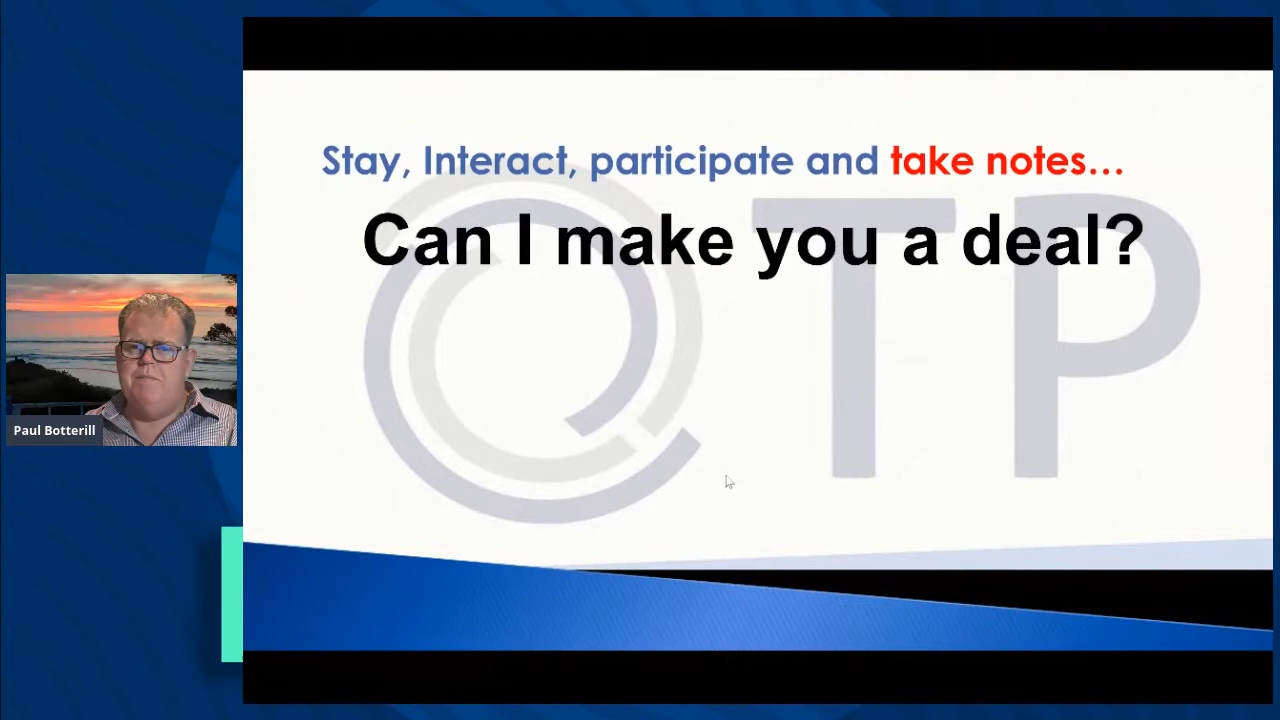 Stay, Interact, participate and take notes...
Can I make you a deal?
QTP
Paul Botterill